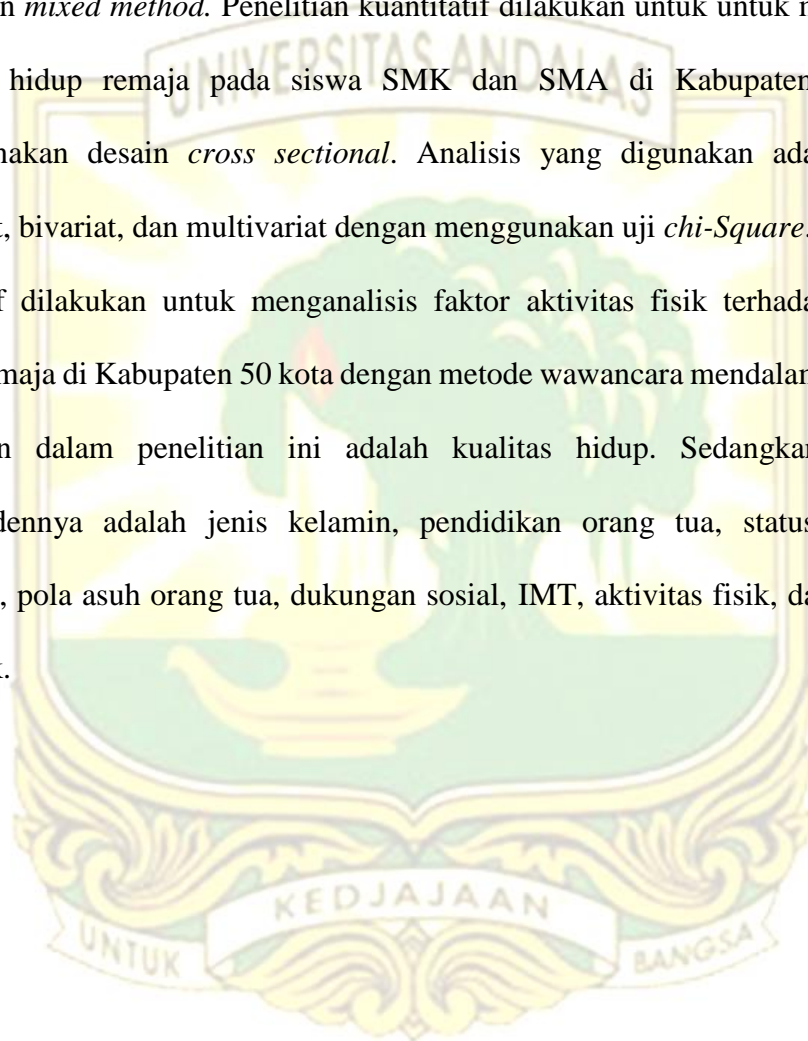 n mixed method. Penelitian kuantitatif dilakukan untuk untuk
UNIVERSITAS ANDALAS
hidup remaja pada siswa SMK dan SMA di Kabupaten
nakan desain cross sectional. Analisis yang digunakan ada
t, bivariat, dan multivariat dengan menggunakan uji chi-Square.
f dilakukan untuk menganalisis faktor aktivitas fisik terhada
maja di Kabupaten 50 kota dengan metode wawancara mendalam
n dalam penelitian ini adalah kualitas hidup. Sedangkan
dennya adalah jenis kelamin, pendidikan orang tua, status
, pola asuh orang tua, dukungan sosial, IMT, aktivitas fisik, da
k.
KEDJAJAAN
UNTUK BANGSA